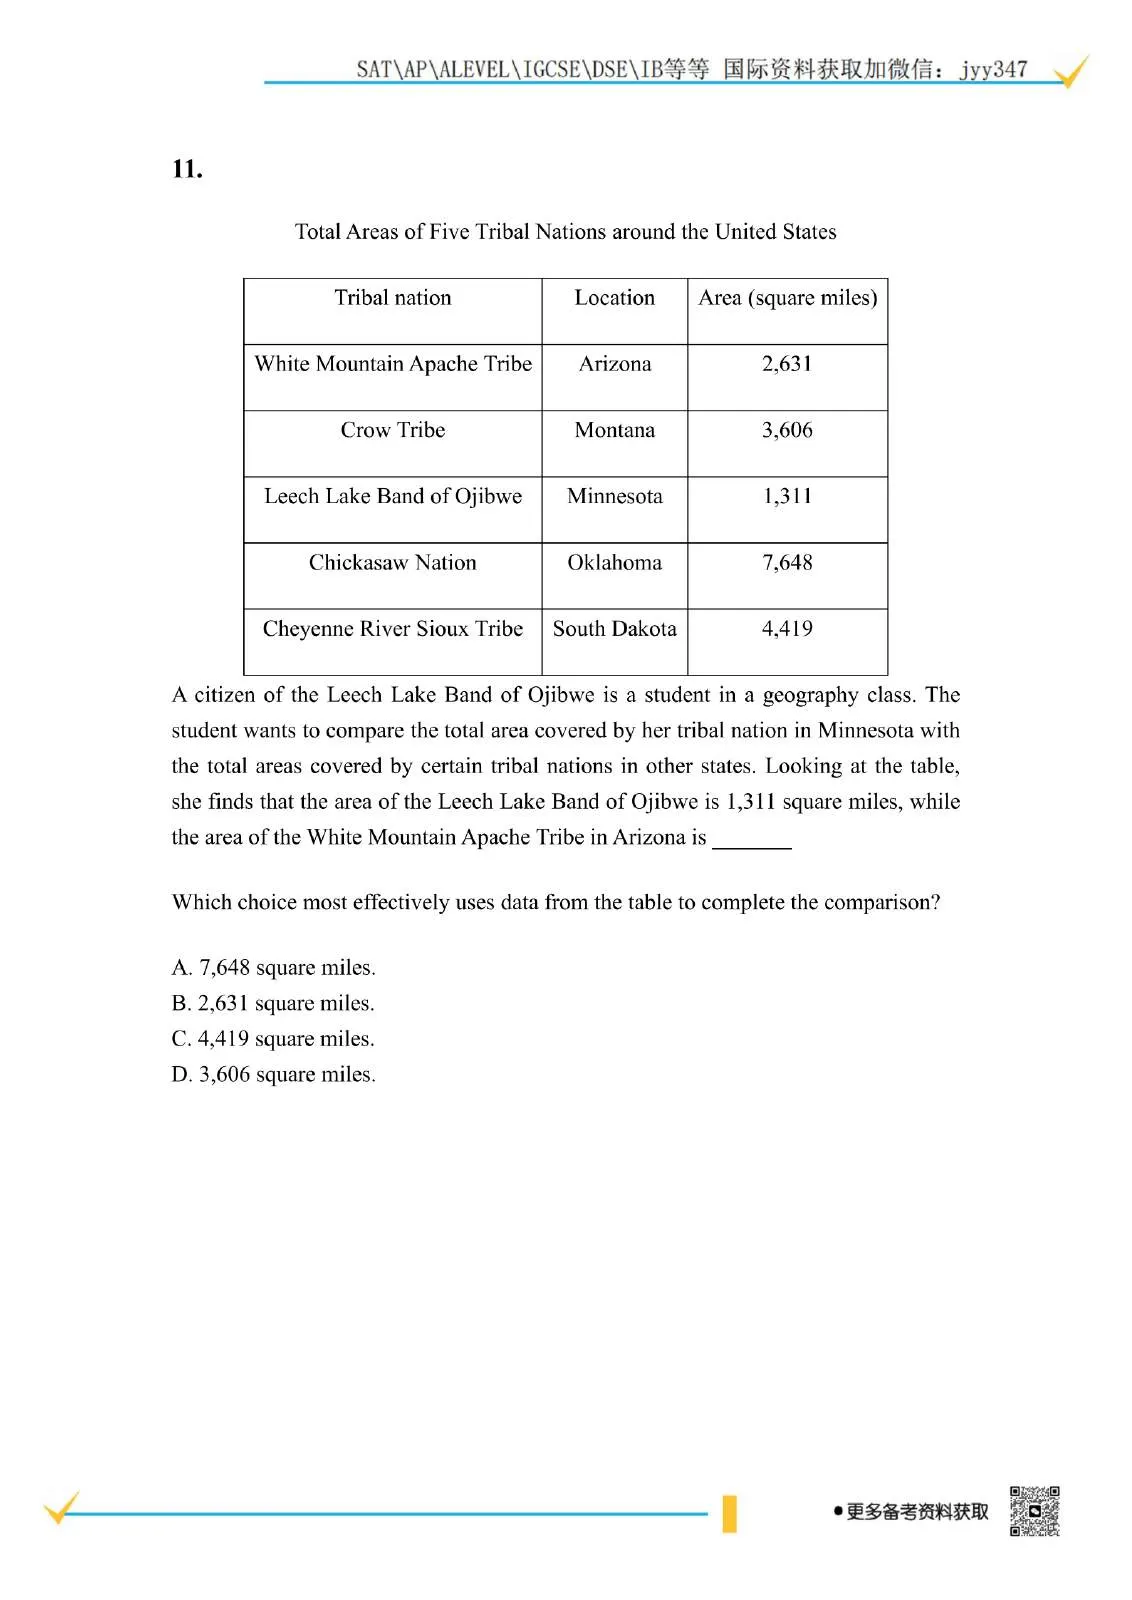 SAT\AP\ALEVEL\IGCSE\DSE\IB等等 国际资料获取加微信：jyy347
11.
Total Areas of Five Tribal Nations around the United States
Tribal nation Location Area (square miles)
White Mountain Apache Tribe Arizona 2,631
Crow Tribe Montana 3,606
Leech Lake Band of Ojibwe Minnesota 1,311
Chickasaw Nation Oklahoma 7,648
Cheyenne River Sioux Tribe South Dakota 4,419
A citizen of the Leech Lake Band of Ojibwe is a student in a geography class. The
student wants to compare the total area covered by her tribal nation in Minnesota with
the total areas covered by certain tribal nations in other states. Looking at the table,
she finds that the area of the Leech Lake Band of Ojibwe is 1,311 square miles, while
the area of the White Mountain Apache Tribe in Arizona is _______
Which choice most effectively uses data from the table to complete the comparison?
A. 7,648 square miles.
B. 2,631 square miles.
C. 4,419 square miles.
D. 3,606 square miles.
•更多备考资料获取